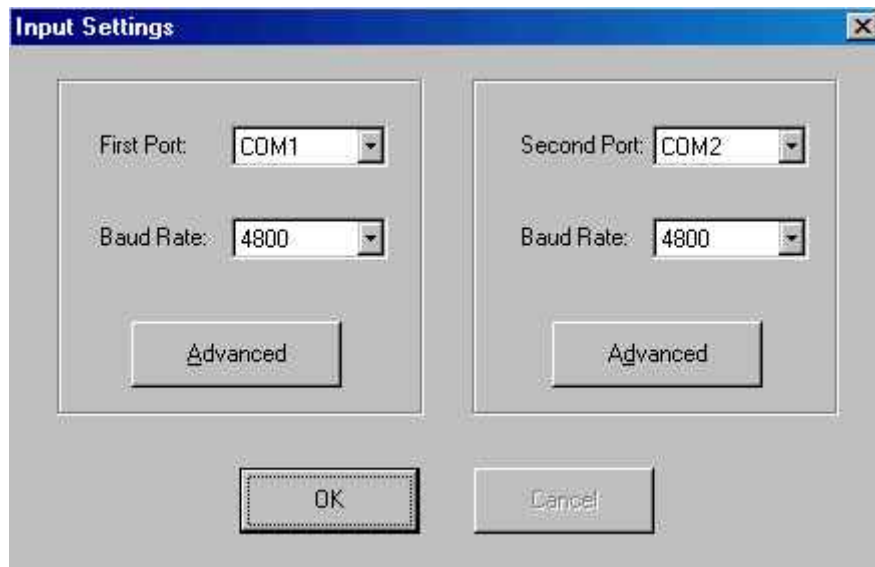 Input Settings
First Port: COM1
Baud Rate: 4800
Advanced
Second Port: COM2
Baud Rate: 4800
Advanced
OK
Cancel